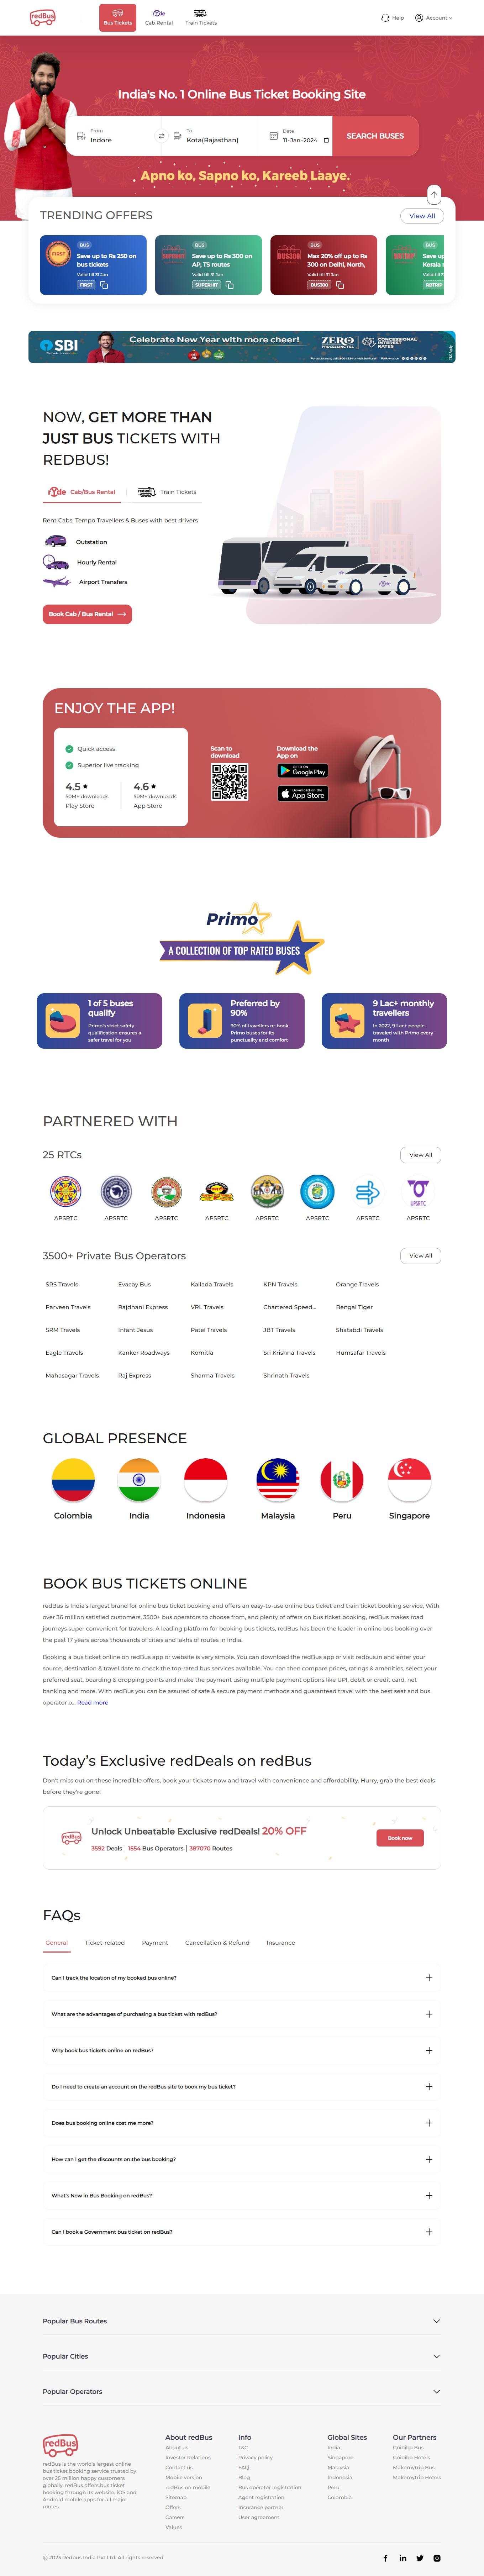 redBus
Bus Tickets
ryde
Cab Rental
Train Tickets
Help
Account
India's No. 1 Online Bus Ticket Booking Site
From
Indore
To
Kota(Rajasthan)
Date
11-Jan-2024
SEARCH BUSES
Apno ko, Sapno ko, Kareeb Laaye.
TRENDING OFFERS
View All
FIRST
BUS
Save up to Rs 250 on
bus tickets
Valid till 31 Jan
FIRST
SUPERHIT
BUS
Save up to Rs 300 on
AP, TS routes
Valid till 31 Jan
SUPERHIT
BUS300
BUS
Max 20% off up to Rs
300 on Delhi, North,
Valid till 31 Jan
BUS300
BUS
Save up
Kerala r
Valid till 3
RBTRIP
SBI
Celebrate New Year with more cheer!
ZERO
PROCESSING FEE
CONCESSIONAL
INTEREST
RATES
NOW, GET MORE THAN
JUST BUS TICKETS WITH
REDBUS!
ryde Cab/Bus Rental
redRail Train Tickets
Rent Cabs, Tempo Travellers & Buses with best drivers
Outstation
Hourly Rental
Airport Transfers
Book Cab / Bus Rental
ENJOY THE APP!
Quick access
Superior live tracking
4.5
50M+ downloads
Play Store
4.6
50M+ downloads
App Store
Scan to
download
Download the
App on
GET IT ON
Google Play
Download on the
App Store
Primo
A COLLECTION OF TOP RATED BUSES
1 of 5 buses
qualify
Primo's strict safety
qualification ensures a
safer travel for you
Preferred by
90%
90% of travellers re-book
Primo buses for its
punctuality and comfort
9 Lac+ monthly
travellers
In 2022, 9 Lac+ people
traveled with Primo every
month
PARTNERED WITH
25 RTCs
View All
UPSRTC
APSRTC
APSRTC
APSRTC
APSRTC
APSRTC
APSRTC
APSRTC
APSRTC
3500+ Private Bus Operators
View All
SRS Travels
Evacay Bus
Kallada Travels
KPN Travels
Orange Travels
Parveen Travels
Rajdhani Express
VRL Travels
Chartered Speed...
Bengal Tiger
SRM Travels
Infant Jesus
Patel Travels
JBT Travels
Shatabdi Travels
Eagle Travels
Kanker Roadways
Komitla
Sri Krishna Travels
Humsafar Travels
Mahasagar Travels
Raj Express
Sharma Travels
Shrinath Travels
GLOBAL PRESENCE
Colombia
India
Indonesia
Malaysia
Peru
Singapore
BOOK BUS TICKETS ONLINE
redBus is India's largest brand for online bus ticket booking and offers an easy-to-use online bus ticket and train ticket booking service, With
over 36 million satisfied customers, 3500+ bus operators to choose from, and plenty of offers on bus ticket booking, redBus makes road
journeys super convenient for travelers. A leading platform for booking bus tickets, redBus has been the leader in online bus booking over
the past 17 years across thousands of cities and lakhs of routes in India.
Booking a bus ticket online on redBus app or website is very simple. You can download the redBus app or visit redbus.in and enter your
source, destination & travel date to check the top-rated bus services available. You can then compare prices, ratings & amenities, select your
preferred seat, boarding & dropping points and make the payment using multiple payment options like UPI, debit or credit card, net
banking and more. With redBus you can be assured of safe & secure payment methods and guaranteed travel with the best seat and bus
operator o... Read more
Today's Exclusive redDeals on redBus
Don't miss out on these incredible offers, book your tickets now and travel with convenience and affordability. Hurry, grab the best deals
before they're gone!
redBus
Unlock Unbeatable Exclusive redDeals! 20% OFF
3592 Deals | 1554 Bus Operators | 387070 Routes
Book now
FAQs
General
Ticket-related
Payment
Cancellation & Refund
Insurance
Can I track the location of my booked bus online?
What are the advantages of purchasing a bus ticket with redBus?
Why book bus tickets online on redBus?
Do I need to create an account on the redBus site to book my bus ticket?
Does bus booking online cost me more?
How can I get the discounts on the bus booking?
What's New in Bus Booking on redBus?
Can I book a Government bus ticket on redBus?
Popular Bus Routes
Popular Cities
Popular Operators
redBus
redBus is the world's largest online
bus ticket booking service trusted by
over 25 million happy customers
globally. redBus offers bus ticket
booking through its website, iOS and
Android mobile apps for all major
routes.
About redBus
About us
Investor Relations
Contact us
Mobile version
redBus on mobile
Sitemap
Offers
Careers
Values
Info
T&C
Privacy policy
FAQ
Blog
Bus operator registration
Agent registration
Insurance partner
User agreement
Global Sites
India
Singapore
Malaysia
Indonesia
Peru
Colombia
Our Partners
Goibibo Bus
Goibibo Hotels
Makemytrip Bus
Makemytrip Hotels
© 2023 Redbus India Pvt Ltd. All rights reserved